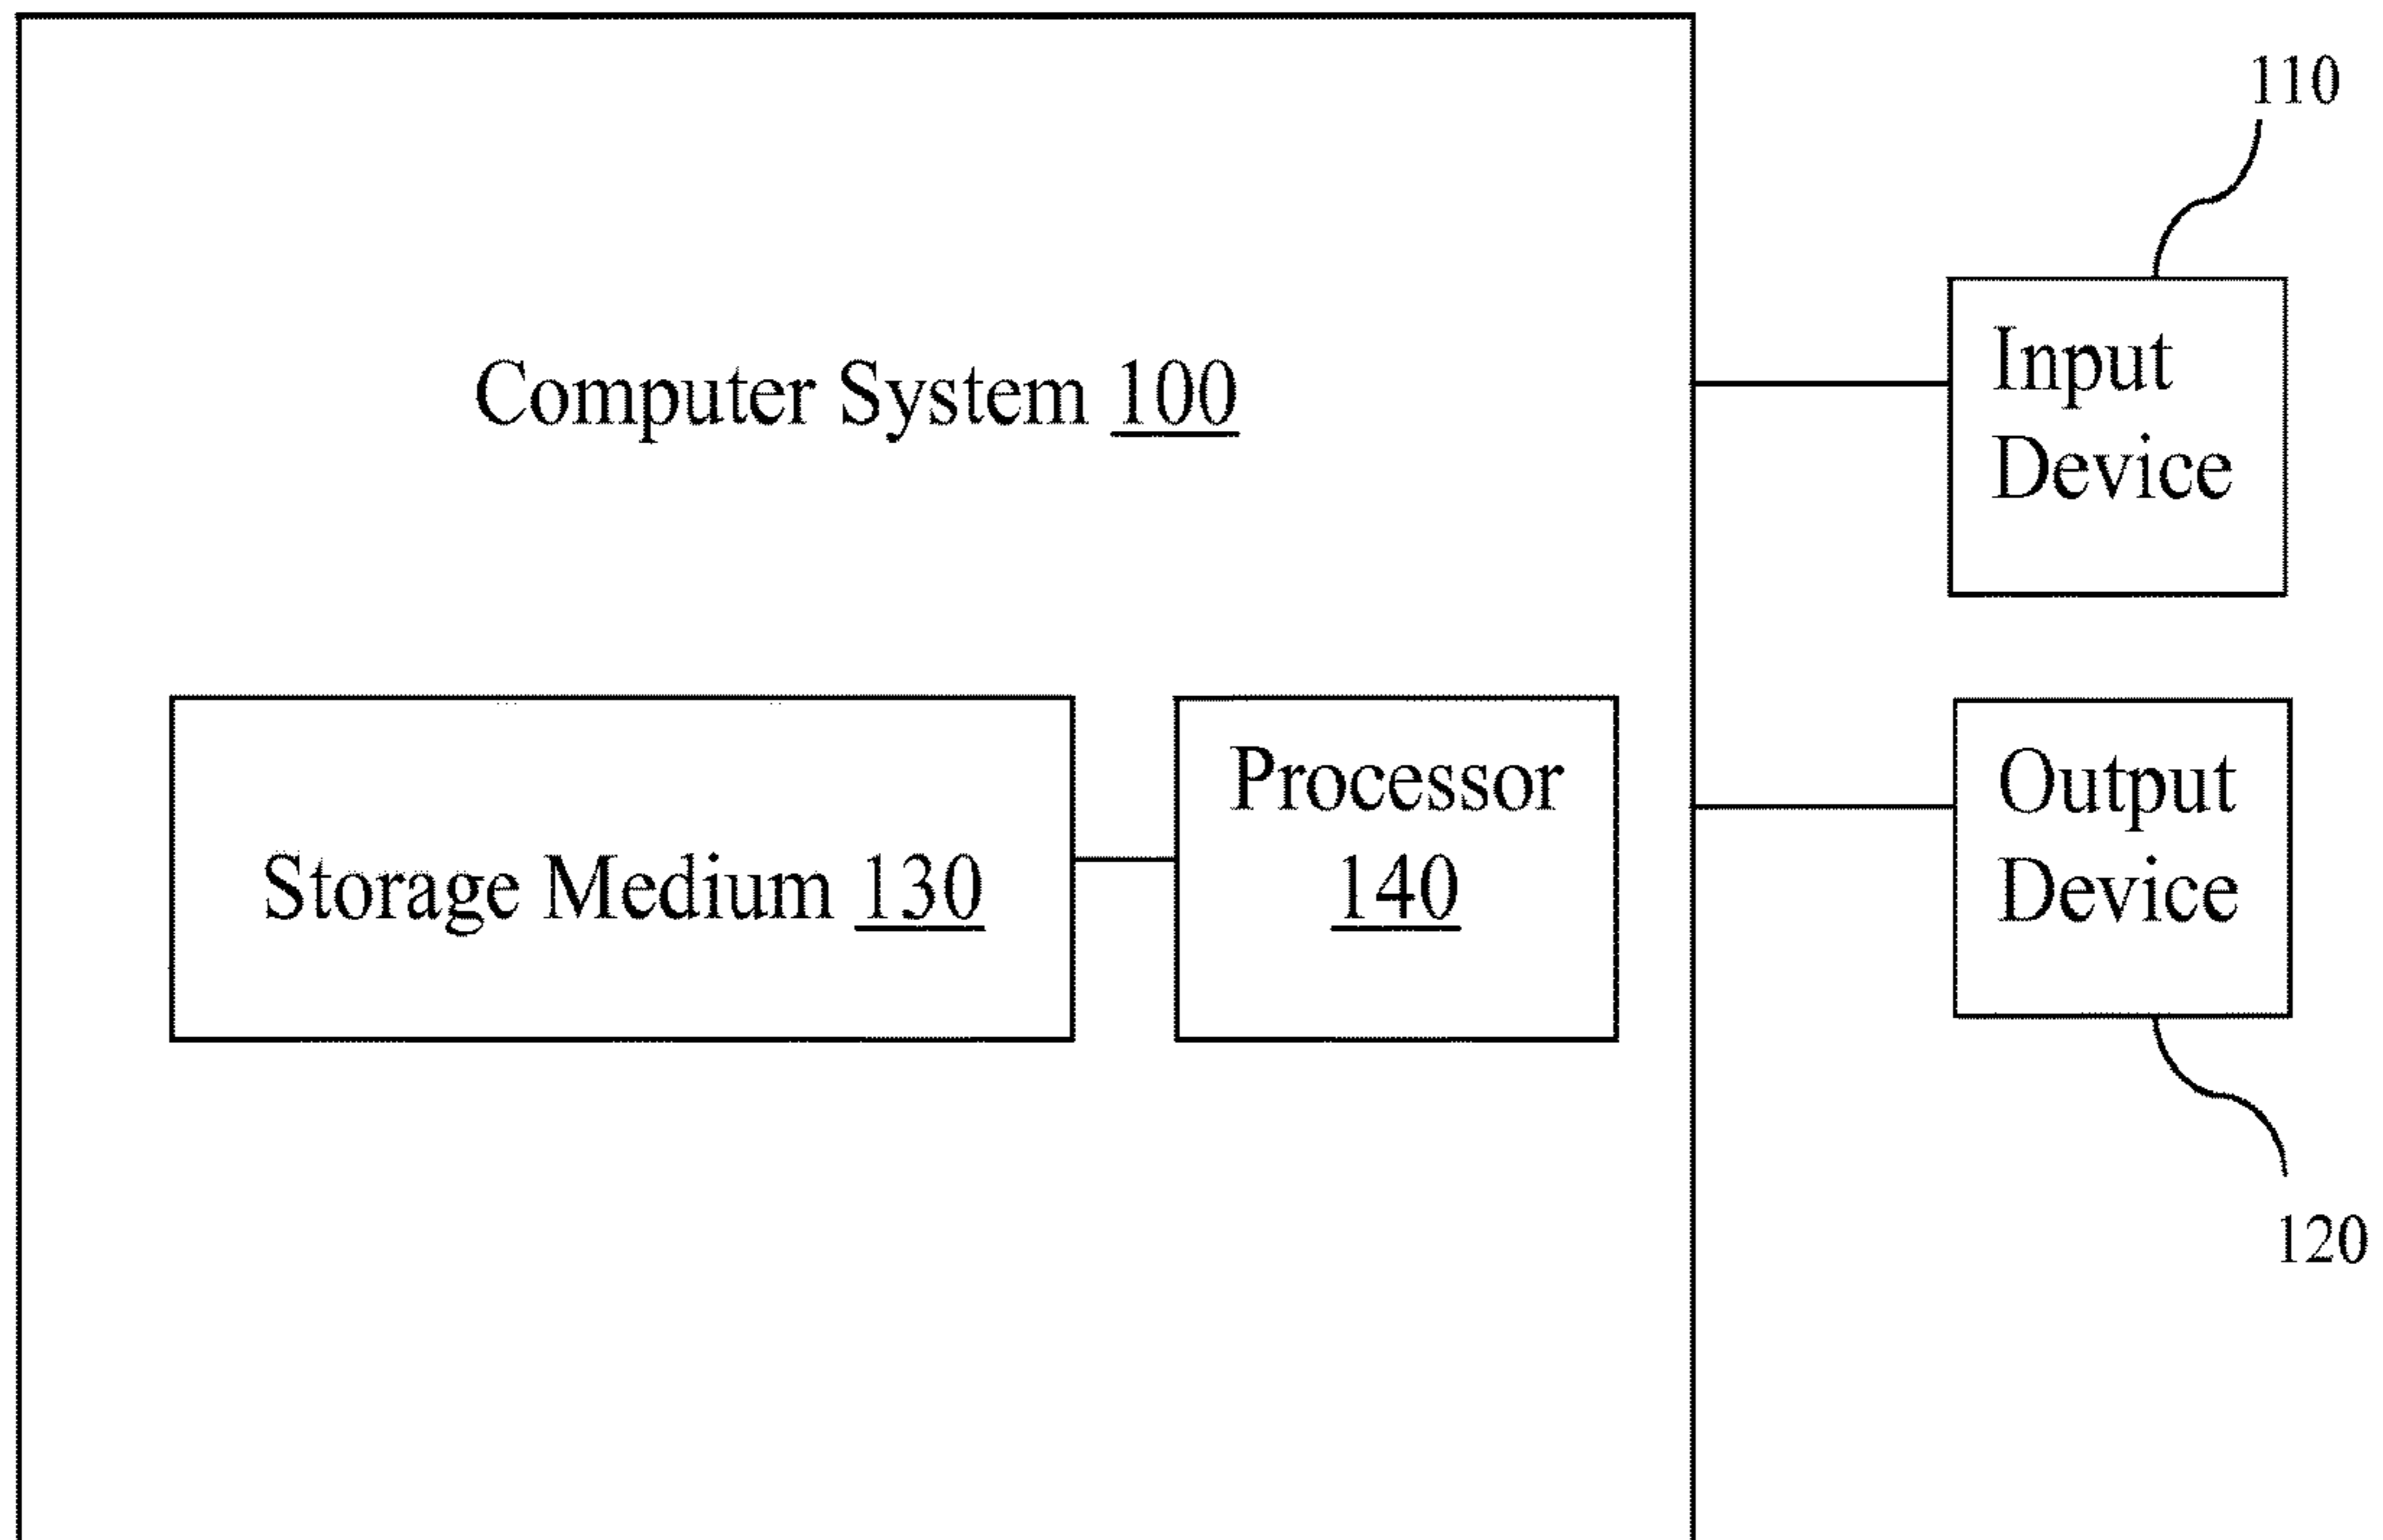 110
Input
Device
Computer System 100
Storage Medium 130
Processor
140
Output
Device
120